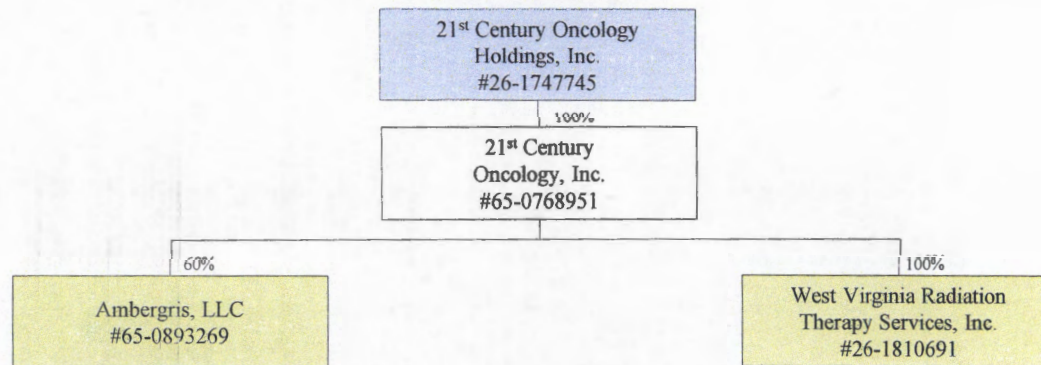 21st Century Oncology
Holdings, Inc.
#26-1747745
100%
21st Century
Oncology, Inc.
#65-0768951
60%
100%
Ambergris, LLC
#65-0893269
West Virginia Radiation
Therapy Services, Inc.
#26-1810691